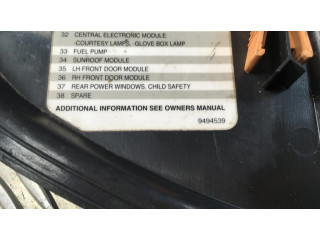 32 CENTRAL ELECTRONIC MODULE
-COURTESY LAMPS, -GLOVE BOX LAMP
33 FUEL PUMP
34 SUNROOF MODULE
35 LH FRONT DOOR MODULE
36 RH FRONT DOOR MODULE
37 REAR POWER WINDOWS, CHILD SAFETY
38 SPARE
ADDITIONAL INFORMATION SEE OWNERS MANUAL
9494539